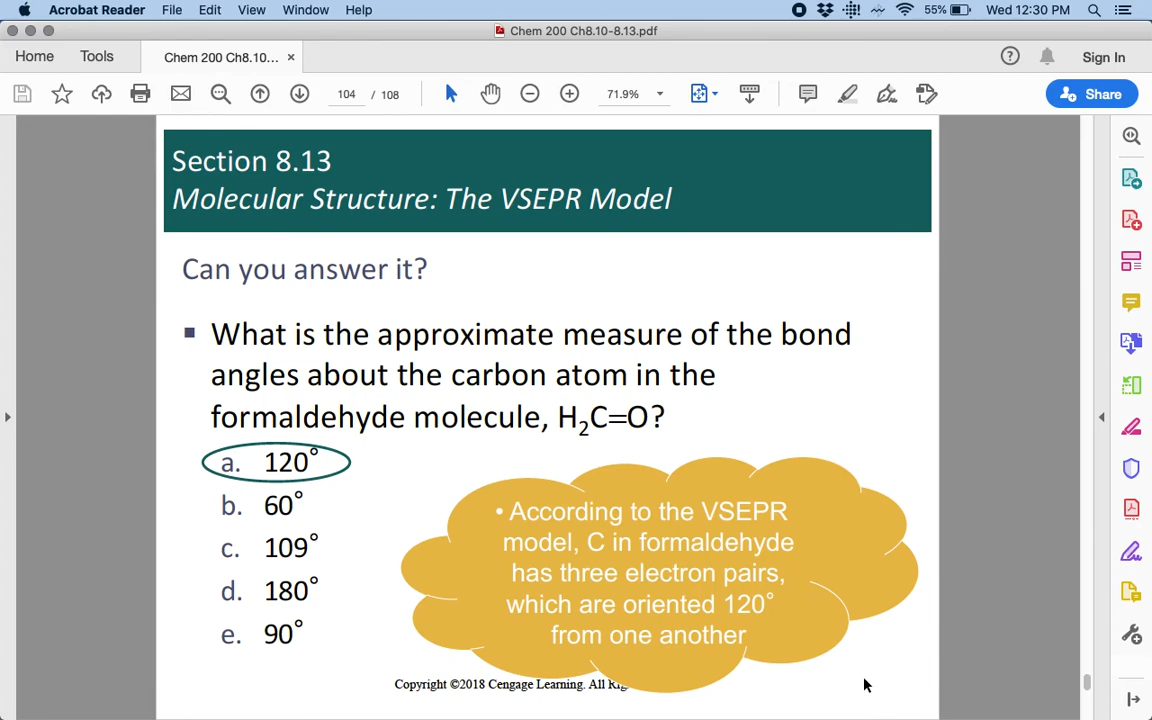 Acrobat Reader File Edit View Window Help 55% Wed 12:30 PM
Chem 200 Ch8.10-8.13.pdf
Home Tools Chem 200 Ch8.10... × Sign In
104 / 108 71.9% Share
Section 8.13
Molecular Structure: The VSEPR Model
Can you answer it?
▪ What is the approximate measure of the bond
angles about the carbon atom in the
formaldehyde molecule, H₂C=O?
a. 120˚
b. 60˚
c. 109˚
d. 180˚
e. 90˚
• According to the VSEPR
model, C in formaldehyde
has three electron pairs,
which are oriented 120˚
from one another
Copyright ©2018 Cengage Learning. All